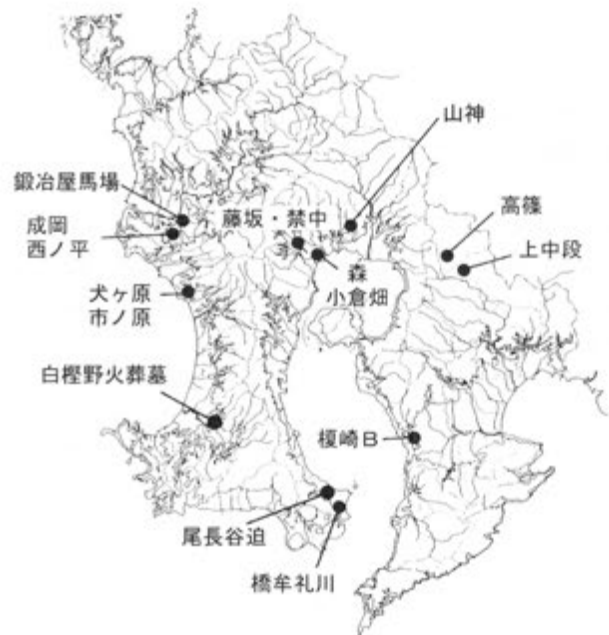 山神
鍛冶屋馬場
藤坂・禁中
高篠
成岡
西ノ平
上中段
森
小倉畑
犬ヶ原
市ノ原
白樫野火葬墓
榎崎B
尾長谷迫
橋牟礼川